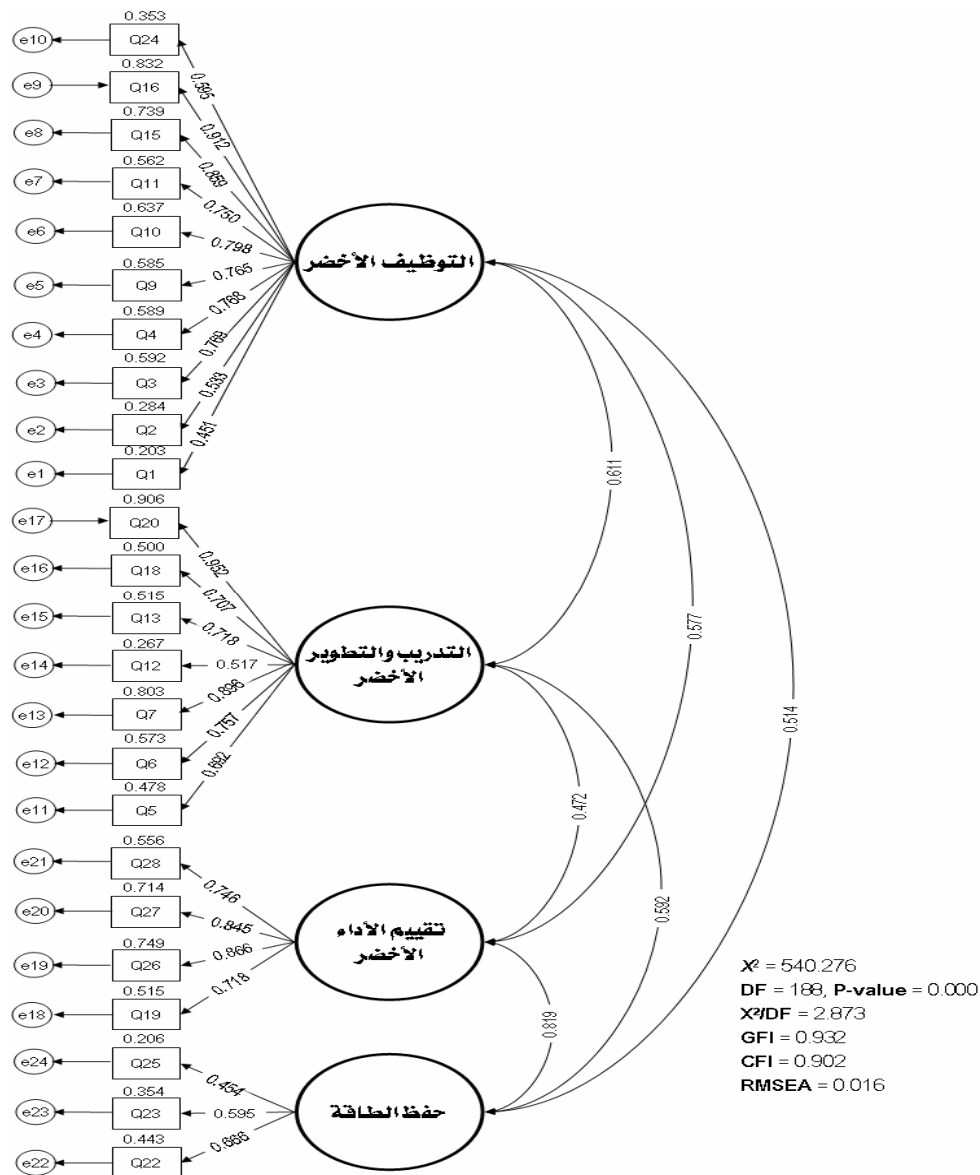 0.353
e10 Q24
0.595
0.832
e9 Q16
0.912
0.739
e8 Q15
0.859
0.562
e7 Q11
0.750
0.637
e6 Q10
0.798
0.585
e5 Q9
0.765
0.589
e4 Q4
0.768
0.592
e3 Q3
0.769
0.284
e2 Q2
0.533
0.203
e1 Q1
0.451
التوظيف الأخضر
0.906
e17 Q20
0.952
0.500
e16 Q18
0.707
0.515
e15 Q13
0.718
0.267
e14 Q12
0.517
0.803
e13 Q7
0.896
0.573
e12 Q6
0.757
0.478
e11 Q5
0.692
التدريب والتطوير
الأخضر
0.556
e21 Q28
0.746
0.714
e20 Q27
0.845
0.749
e19 Q26
0.866
0.515
e18 Q19
0.718
تقييم الأداء
الأخضر
0.206
e24 Q25
0.454
0.354
e23 Q23
0.595
0.443
e22 Q22
0.666
حفظ الطاقة
0.611
0.577
0.514
0.472
0.592
0.819
X² = 540.276
DF = 188, P-value = 0.000
X²/DF = 2.873
GFI = 0.932
CFI = 0.902
RMSEA = 0.016